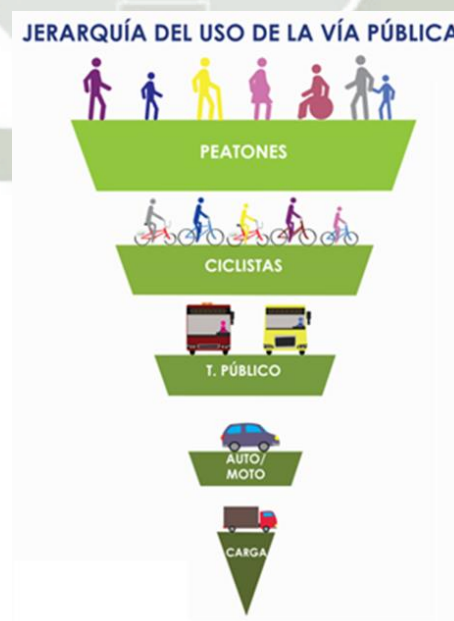 JERARQUÍA DEL USO DE LA VÍA PÚBLICA
PEATONES
CICLISTAS
T. PÚBLICO
AUTO/
MOTO
CARGA